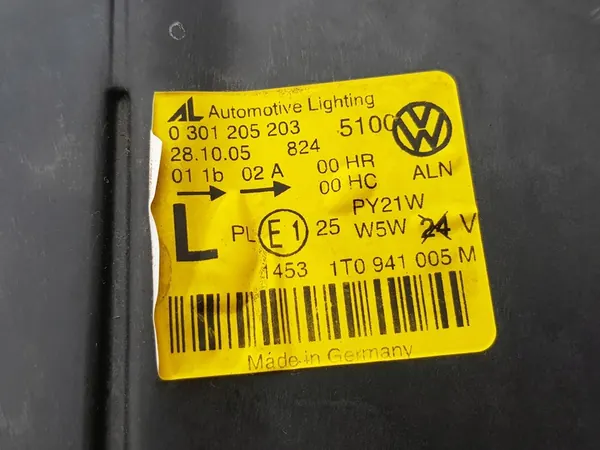 AL Automotive Lighting
0 301 205 203 5100
28.10.05 824
01 1b 02 A 00 HR
00 HC ALN
L PL E1 25 PY21W
W5W 24 V
1453 1T0 941 005 M
Made in Germany